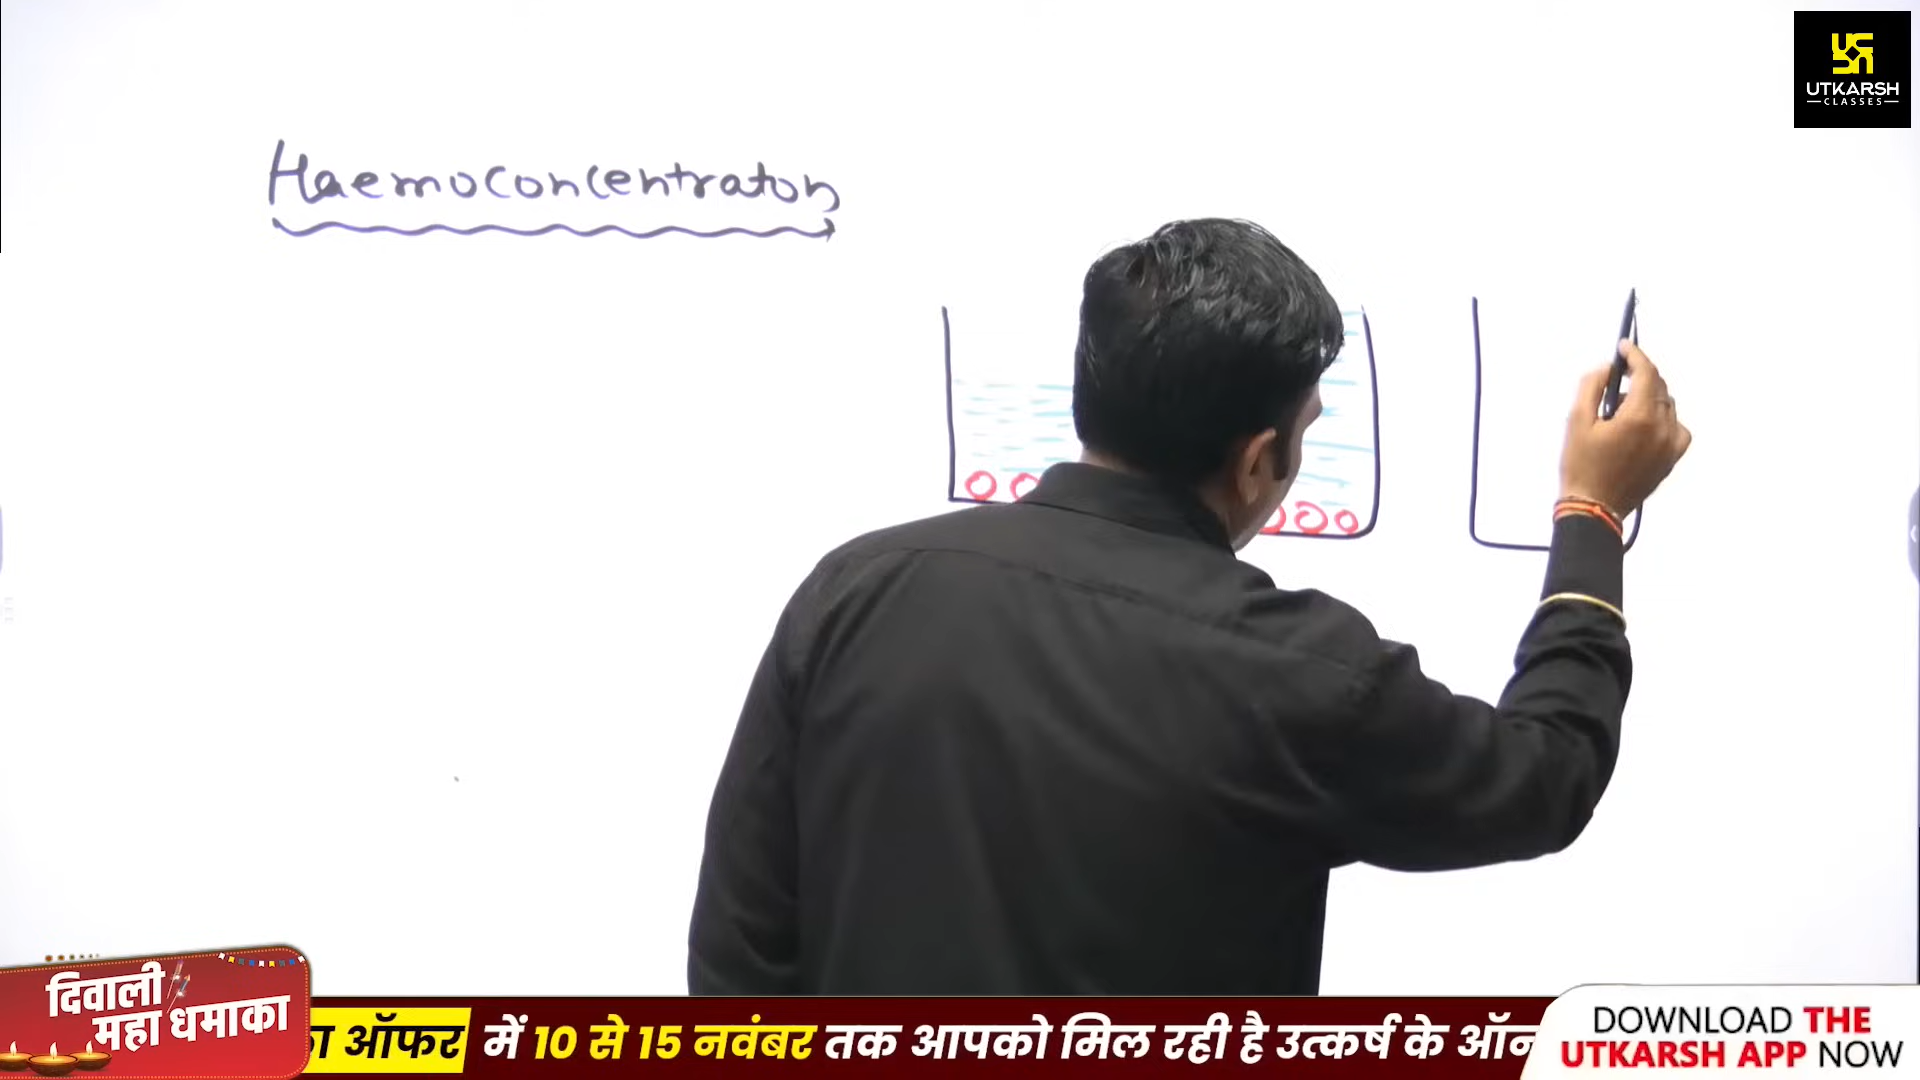 UTKARSH
CLASSES
Haemoconcentraton
दिवाली
महा धमाका
ऑफर में 10 से 15 नवंबर तक आपको मिल रही है उत्कर्ष के
DOWNLOAD THE
UTKARSH APP NOW